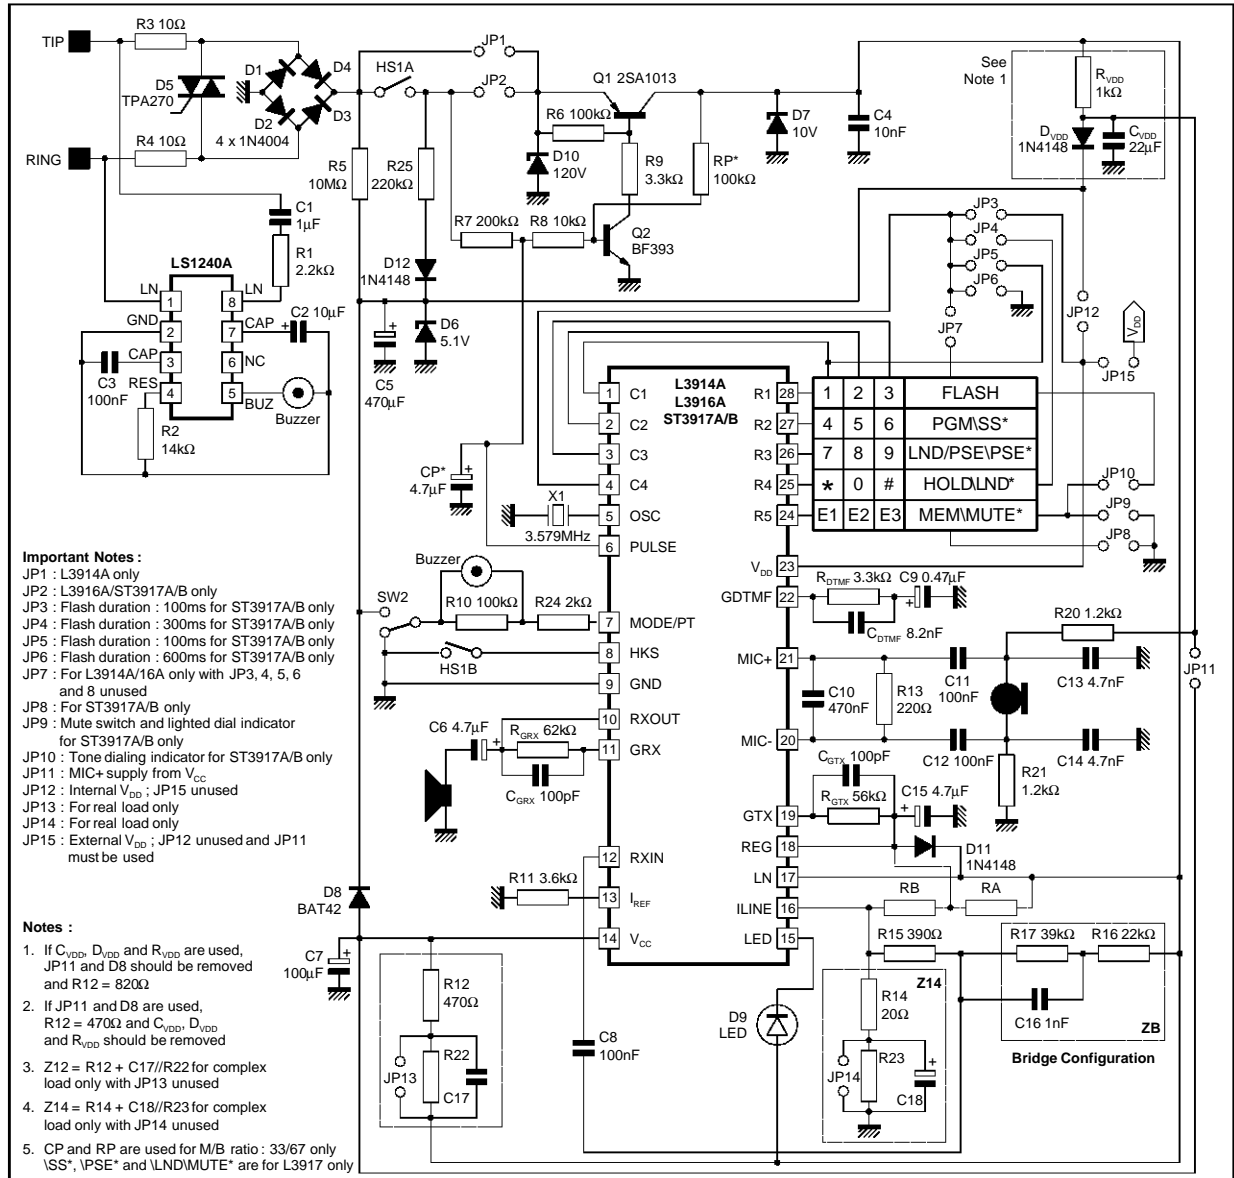 TIP
R3 10Ω
D5
TPA270
D1
D4
D2
D3
4 x 1N4004
RING
R4 10Ω
HS1A
JP1
JP2
Q1 2SA1013
R6 100kΩ
D10
120V
R9
3.3kΩ
RP*
100kΩ
D7
10V
C4
10nF
See
Note 1
RVDD
1kΩ
DVDD
1N4148
CVDD
22µF
R5
10MΩ
R25
220kΩ
R7 200kΩ
R8 10kΩ
Q2
BF393
C1
1µF
R1
2.2kΩ
LS1240A
LN
1
8
LN
GND
2
7
CAP
C2 10µF
+
CAP
3
6
NC
C3
100nF
RES
4
5
BUZ
Buzzer
R2
14kΩ
D12
1N4148
D6
5.1V
+
C5
470µF
JP3
JP4
JP5
JP6
JP7
JP12
VDD
JP15
L3914A
L3916A
ST3917A/B
1 C1
2 C2
3 C3
4 C4
5 OSC
6 PULSE
7 MODE/PT
8 HKS
9 GND
10 RXOUT
11 GRX
12 RXIN
13 IREF
14 VCC
R1 28
R2 27
R3 26
R4 25
R5 24
VDD 23
GDTMF 22
MIC+ 21
MIC- 20
GTX 19
REG 18
LN 17
ILINE 16
LED 15
1 2 3 FLASH
4 5 6 PGM\SS*
7 8 9 LND/PSE\PSE*
* 0 # HOLD\LND*
E1 E2 E3 MEM\MUTE*
JP10
JP9
JP8
CP*
4.7µF
+
X1
3.579MHz
Buzzer
SW2
R10 100kΩ
R24 2kΩ
HS1B
RDTMF 3.3kΩ
C9 0.47µF
+
CDTMF 8.2nF
R20 1.2kΩ
JP11
C10
470nF
R13
220Ω
C11
100nF
C13 4.7nF
C12 100nF
C14 4.7nF
R21
1.2kΩ
C6 4.7µF
+
RGRX 62kΩ
CGRX 100pF
CGTX 100pF
RGTX 56kΩ
C15 4.7µF
+
D11
1N4148
R11 3.6kΩ
RB
RA
R15 390Ω
R17 39kΩ
R16 22kΩ
C16 1nF
ZB
Bridge Configuration
Z14
R14
20Ω
R23
JP14
+
C18
D9
LED
C8
100nF
D8
BAT42
C7
100µF
+
R12
470Ω
R22
JP13
C17
Important Notes :
JP1 : L3914A only
JP2 : L3916A/ST3917A/B only
JP3 : Flash duration : 100ms for ST3917A/B only
JP4 : Flash duration : 300ms for ST3917A/B only
JP5 : Flash duration : 100ms for ST3917A/B only
JP6 : Flash duration : 600ms for ST3917A/B only
JP7 : For L3914A/16A only with JP3, 4, 5, 6
and 8 unused
JP8 : For ST3917A/B only
JP9 : Mute switch and lighted dial indicator
for ST3917A/B only
JP10 : Tone dialing indicator for ST3917A/B only
JP11 : MIC+ supply from VCC
JP12 : Internal VDD ; JP15 unused
JP13 : For real load only
JP14 : For real load only
JP15 : External VDD ; JP12 unused and JP11
must be used
Notes :
1. If CVDD, DVDD and RVDD are used,
JP11 and D8 should be removed
and R12 = 820Ω
2. If JP11 and D8 are used,
R12 = 470Ω and CVDD, DVDD
and RVDD should be removed
3. Z12 = R12 + C17//R22 for complex
load only with JP13 unused
4. Z14 = R14 + C18//R23 for complex
load only with JP14 unused
5. CP and RP are used for M/B ratio : 33/67 only
\SS*, \PSE* and \LND\MUTE* are for L3917 only